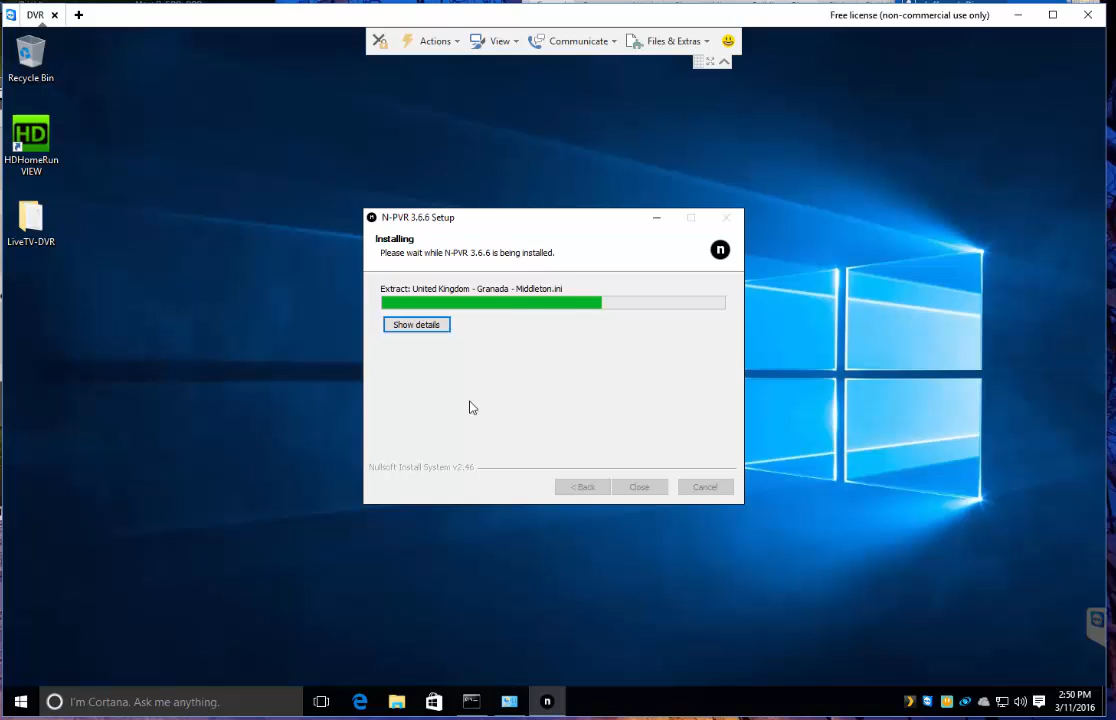 DVR
Free license (non-commercial use only)
Actions
View
Communicate
Files & Extras
Recycle Bin
HD
HDHomeRun
VIEW
LiveTV-DVR
n N-PVR 3.6.6 Setup
Installing
Please wait while N-PVR 3.6.6 is being installed.
n
Extract: United Kingdom - Granada - Middleton.ini
Show details
Nullsoft Install System v2.46
< Back
Close
Cancel
I'm Cortana. Ask me anything.
n
2:50 PM
3/11/2016